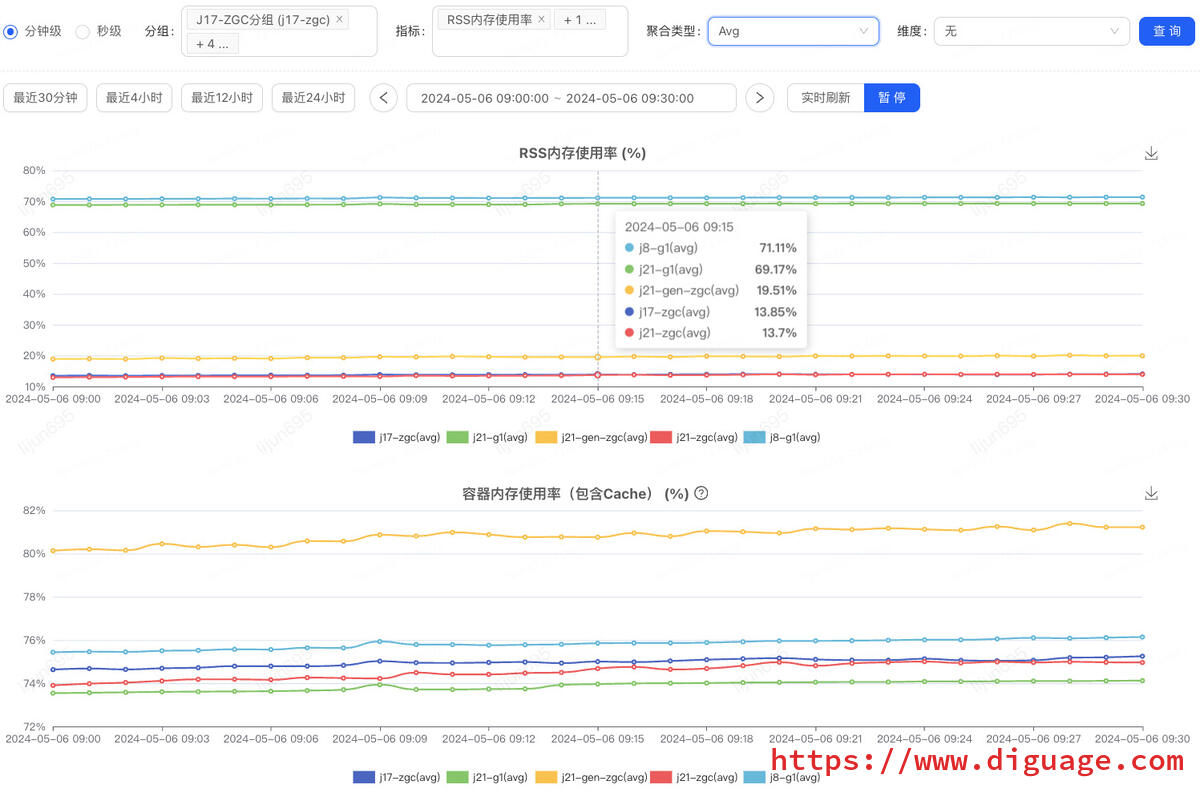 分钟级 秒级 分组: J17-ZGC分组 (j17-zgc) × 指标: RSS内存使用率 × + 1 ... 聚合类型: Avg 维度: 无 查 询
+ 4 ...
最近30分钟 最近4小时 最近12小时 最近24小时 < 2024-05-06 09:00:00 ~ 2024-05-06 09:30:00 > 实时刷新 暂 停
RSS内存使用率 (%)
80%
70%
60%
50%
40%
30%
20%
10%
2024-05-06 09:15
j8-g1(avg) 71.11%
j21-g1(avg) 69.17%
j21-gen-zgc(avg) 19.51%
j17-zgc(avg) 13.85%
j21-zgc(avg) 13.7%
2024-05-06 09:00 2024-05-06 09:03 2024-05-06 09:06 2024-05-06 09:09 2024-05-06 09:12 2024-05-06 09:15 2024-05-06 09:18 2024-05-06 09:21 2024-05-06 09:24 2024-05-06 09:27 2024-05-06 09:30
j17-zgc(avg) j21-g1(avg) j21-gen-zgc(avg) j21-zgc(avg) j8-g1(avg)
容器内存使用率（包含Cache） (%) ?
82%
80%
78%
76%
74%
72%
2024-05-06 09:00 2024-05-06 09:03 2024-05-06 09:06 2024-05-06 09:09 2024-05-06 09:12 2024-05-06 09:15 2024-05-06 09:18 2024-05-06 09:21 2024-05-06 09:24 2024-05-06 09:27 2024-05-06 09:30
https://www.diguage.com
j17-zgc(avg) j21-g1(avg) j21-gen-zgc(avg) j21-zgc(avg) j8-g1(avg)